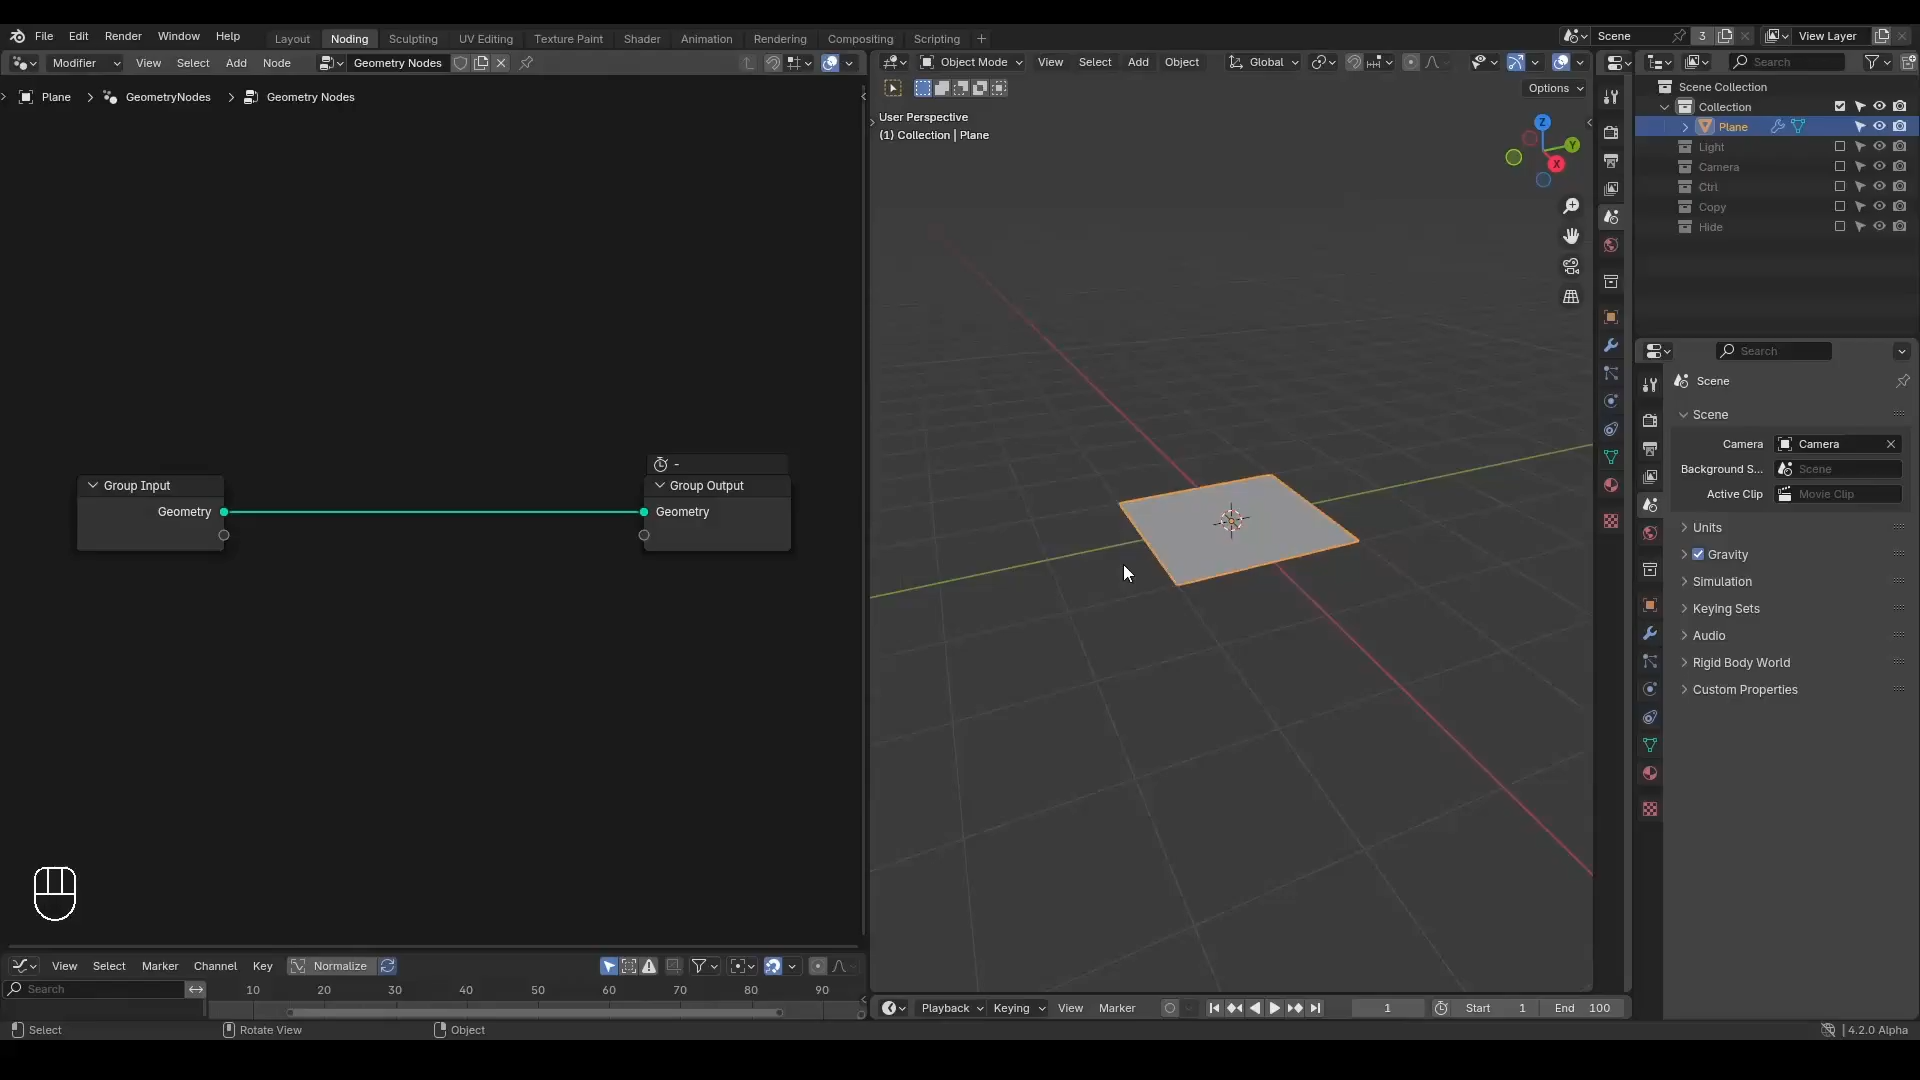 File Edit Render Window Help Layout Noding Sculpting UV Editing Texture Paint Shader Animation Rendering Compositing Scripting + Scene 3 View Layer
Modifier View Select Add Node Geometry Nodes
Object Mode View Select Add Object Global
Search
Plane > GeometryNodes > Geometry Nodes
Options
User Perspective
(1) Collection | Plane
Z
Y
X
Scene Collection
Collection
Plane
Light
Camera
Ctrl
Copy
Hide
Search
Scene
Scene
Camera Camera
Background S... Scene
Active Clip Movie Clip
Units
Gravity
Simulation
Keying Sets
Audio
Rigid Body World
Custom Properties
-
Group Input
Geometry
Group Output
Geometry
View Select Marker Channel Key Normalize
Search
10 20 30 40 50 60 70 80 90
Playback Keying View Marker 1 Start 1 End 100
Select Rotate View Object 4.2.0 Alpha